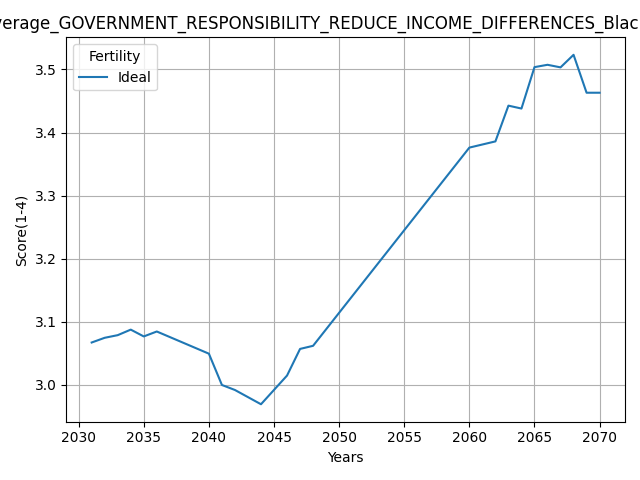 verage_GOVERNMENT_RESPONSIBILITY_REDUCE_INCOME_DIFFERENCES_Blac
Fertility
Ideal
Score(1-4)
3.5
3.4
3.3
3.2
3.1
3.0
2030 2035 2040 2045 2050 2055 2060 2065 2070
Years